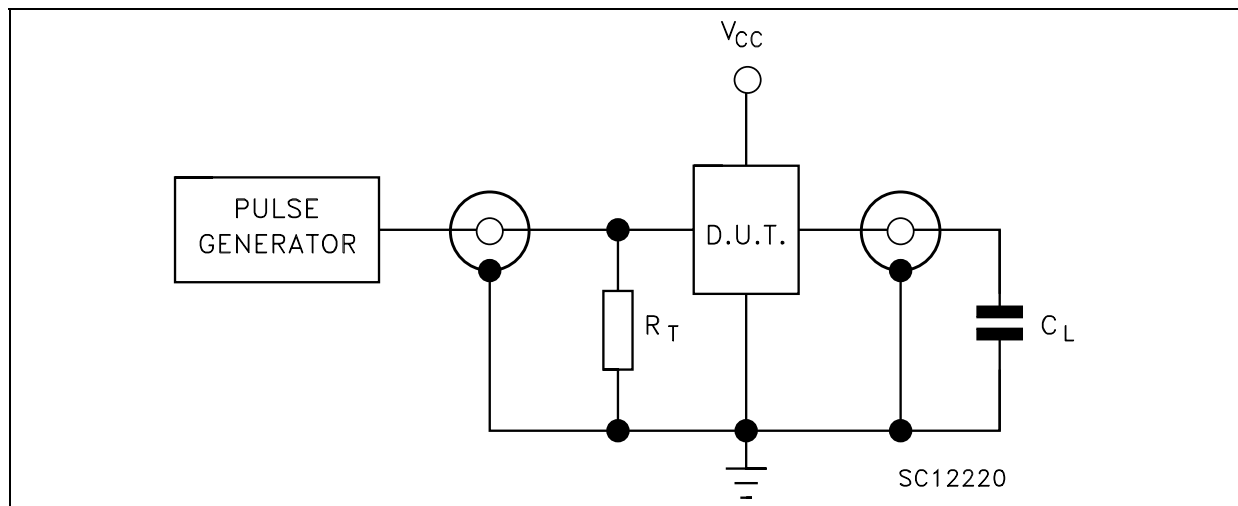 VCC
PULSE
GENERATOR
D.U.T.
RT
CL
SC12220